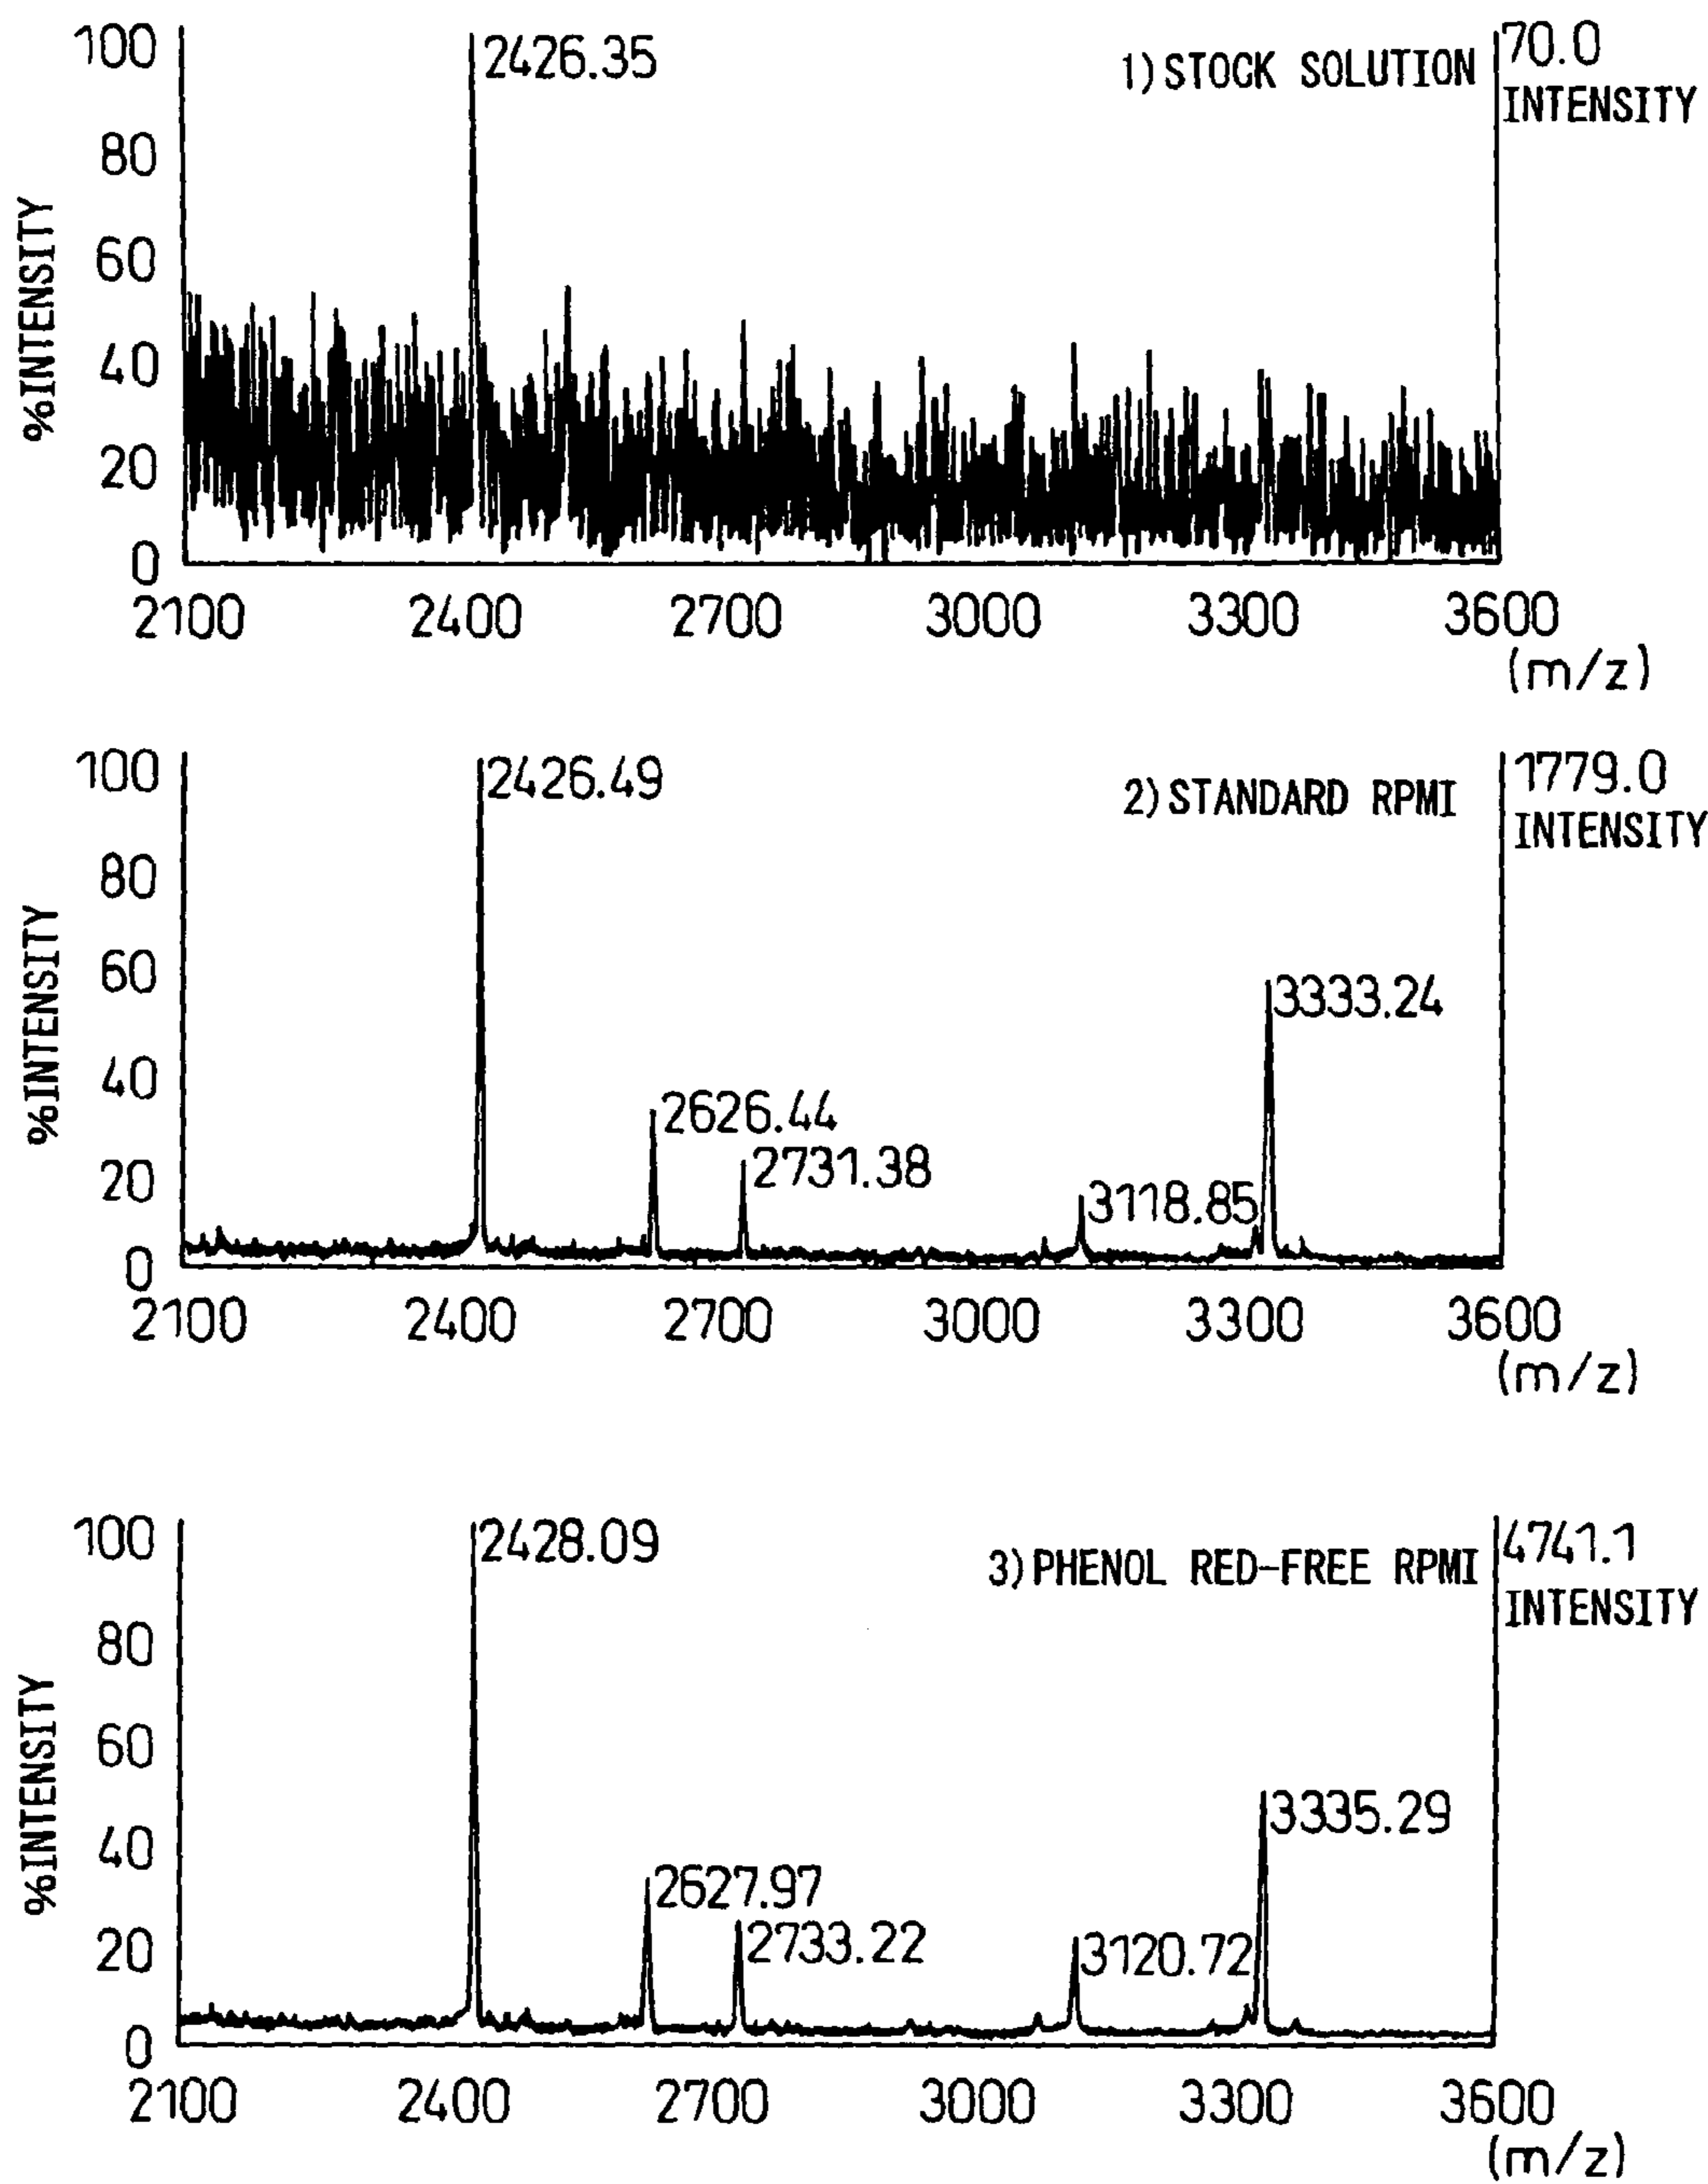 100
2426.35
1) STOCK SOLUTION
70.0
INTENSITY
80
60
40
20
0
%INTENSITY
2100 2400 2700 3000 3300 3600
(m/z)
100
2426.49
2) STANDARD RPMI
1779.0
INTENSITY
80
60
3333.24
40
2626.44
2731.38
3118.85
20
0
%INTENSITY
2100 2400 2700 3000 3300 3600
(m/z)
100
2428.09
3) PHENOL RED-FREE RPMI
4741.1
INTENSITY
80
60
3335.29
40
2627.97
2733.22
3120.72
20
0
%INTENSITY
2100 2400 2700 3000 3300 3600
(m/z)